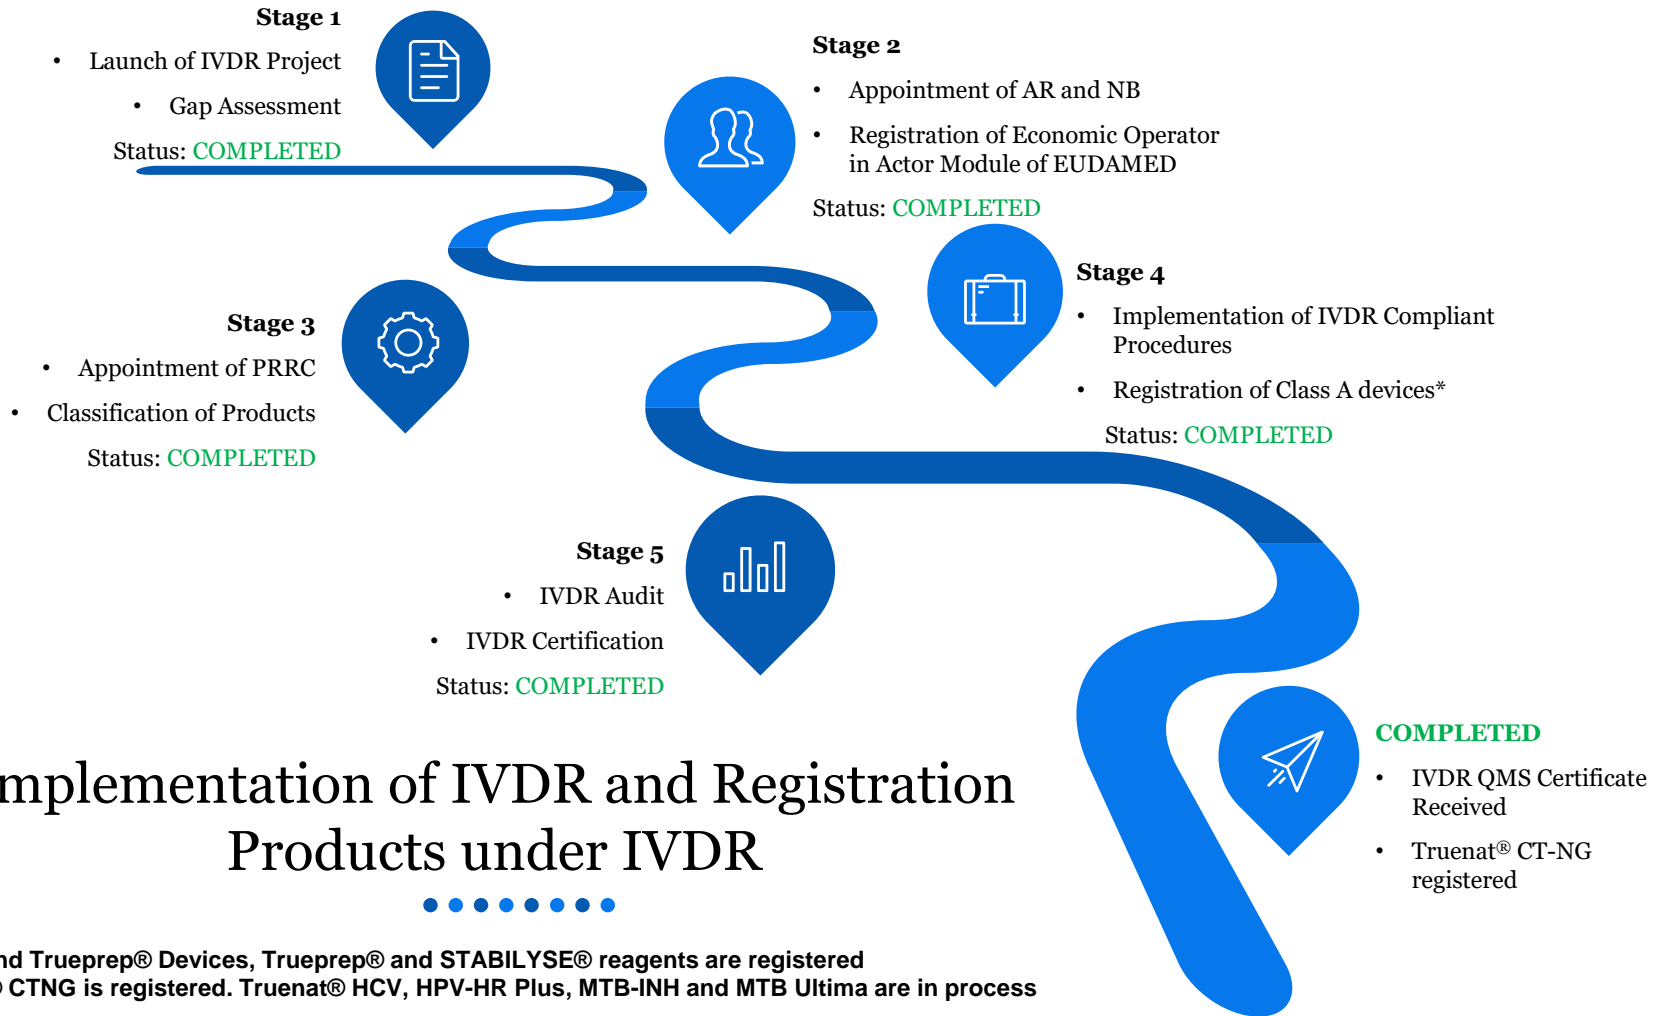 Stage 1
• Launch of IVDR Project
• Gap Assessment
Status: COMPLETED
Stage 2
• Appointment of AR and NB
• Registration of Economic Operator
in Actor Module of EUDAMED
Status: COMPLETED
Stage 3
• Appointment of PRRC
• Classification of Products
Status: COMPLETED
Stage 4
• Implementation of IVDR Compliant
Procedures
• Registration of Class A devices*
Status: COMPLETED
Stage 5
• IVDR Audit
• IVDR Certification
Status: COMPLETED
COMPLETED
• IVDR QMS Certificate
Received
• Truenat® CT-NG
registered
mplementation of IVDR and Registration
Products under IVDR
nd Trueprep® Devices, Trueprep® and STABILYSE® reagents are registered
® CTNG is registered. Truenat® HCV, HPV-HR Plus, MTB-INH and MTB Ultima are in process